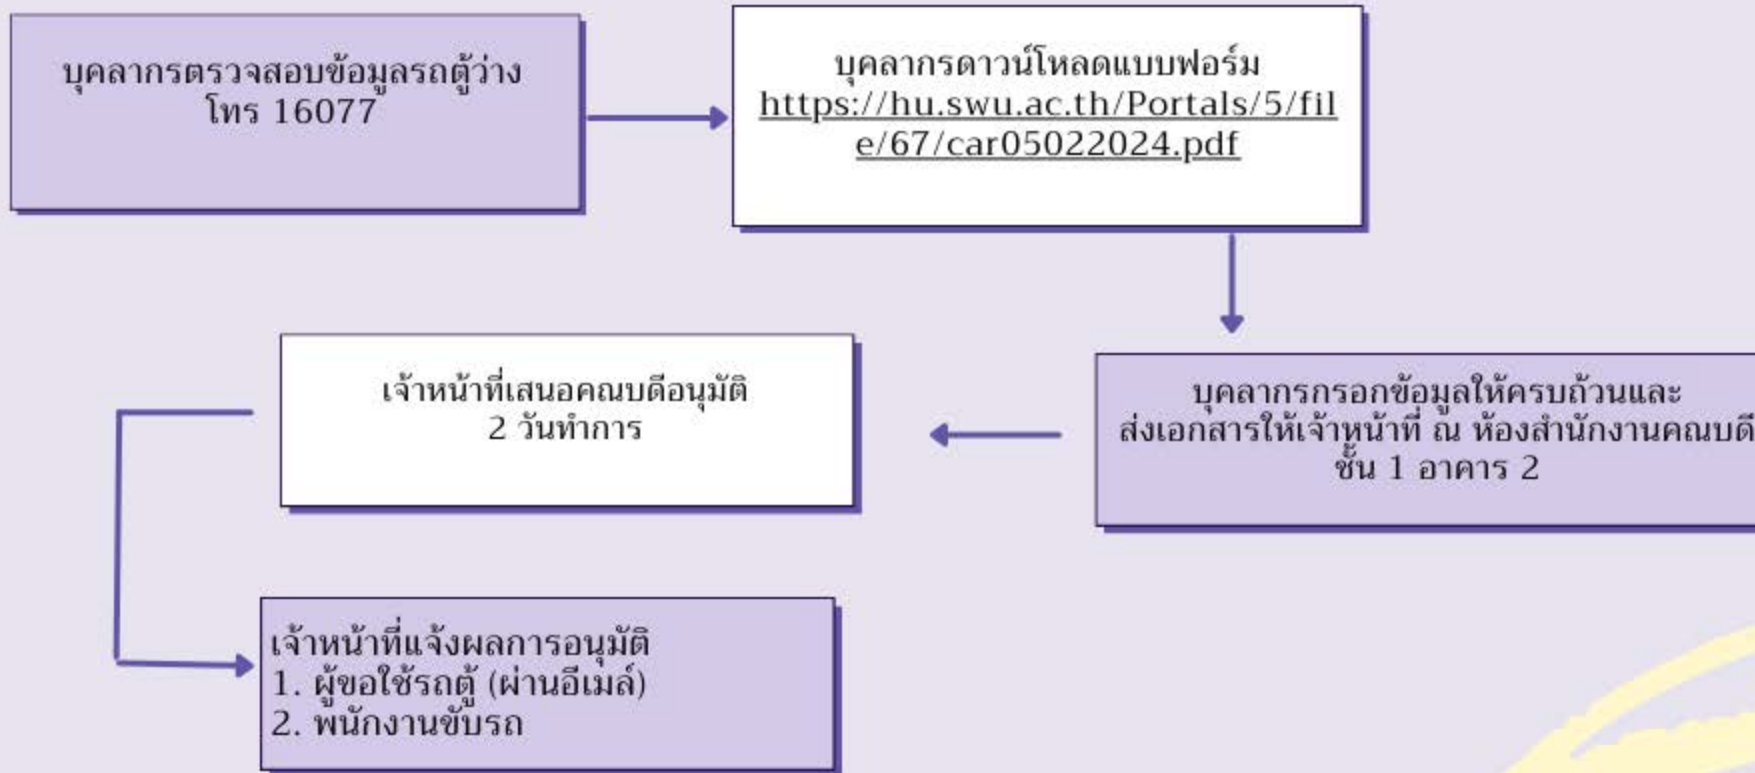 บุคลากรตรวจสอบข้อมูลรถตู้ว่าง
โทร 16077
บุคลากรดาวน์โหลดแบบฟอร์ม
https://hu.swu.ac.th/Portals/5/fil
e/67/car05022024.pdf
บุคลากรกรอกข้อมูลให้ครบถ้วนและ
ส่งเอกสารให้เจ้าหน้าที่ ณ ห้องสำนักงานคณบดี
ชั้น 1 อาคาร 2
เจ้าหน้าที่เสนอคณบดีอนุมัติ
2 วันทำการ
เจ้าหน้าที่แจ้งผลการอนุมัติ
1. ผู้ขอใช้รถตู้ (ผ่านอีเมล์)
2. พนักงานขับรถ